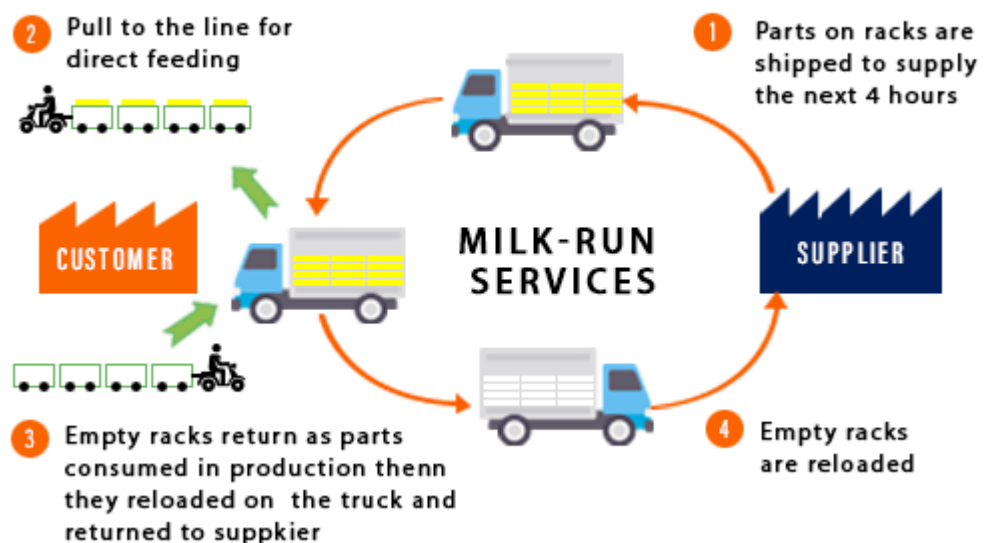 1
Parts on racks are
shipped to supply
the next 4 hours
2
Pull to the line for
direct feeding
CUSTOMER
MILK-RUN
SERVICES
SUPPLIER
3
Empty racks return as parts
consumed in production thenn
they reloaded on the truck and
returned to suppkier
4
Empty racks
are reloaded